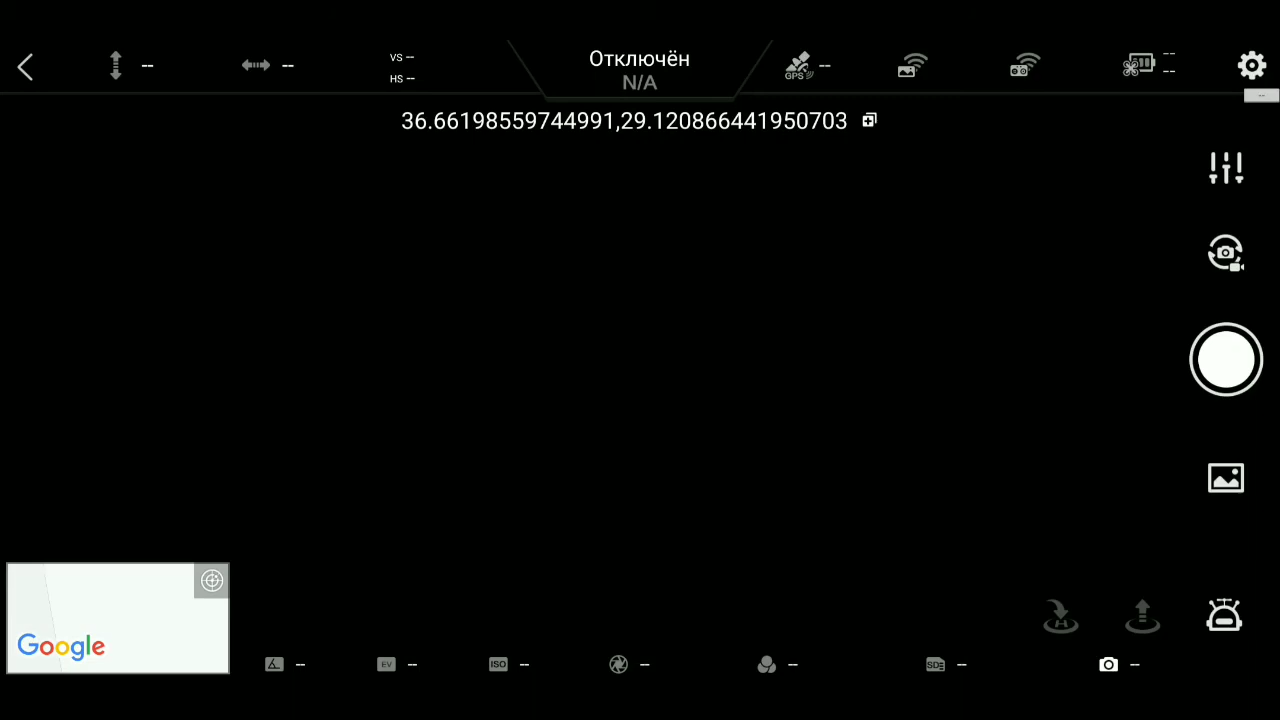 --
--
VS --
HS --
Отключён
N/A
GPS
--
--
--
--
36.66198559744991,29.120866441950703
Google
--
EV --
ISO --
--
--
SD --
--